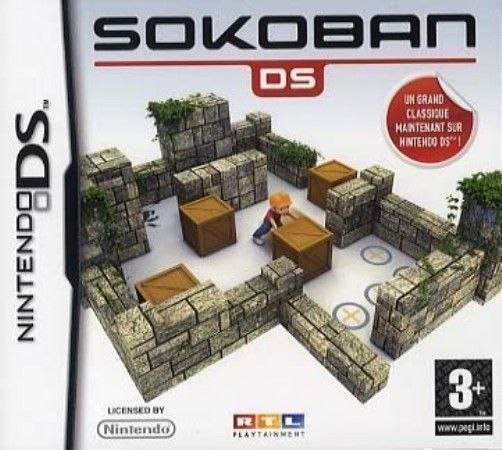 SOKOBAN
DS
UN GRAND
CLASSIQUE
MAINTENANT SUR
NINTENDO DS™ !
NINTENDO DS™
LICENSED BY
Nintendo
RTL
PLAYTAINMENT
3+
www.pegi.info